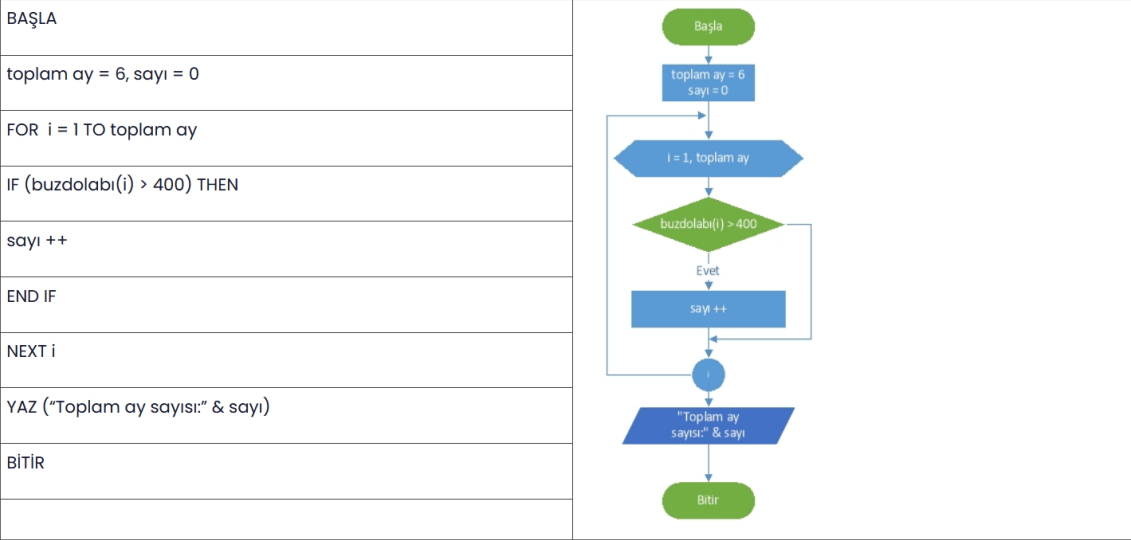 BAŞLA
toplam ay = 6, sayı = 0
FOR i = 1 TO toplam ay
IF (buzdolabı(i) > 400) THEN
sayı ++
END IF
NEXT i
YAZ (“Toplam ay sayısı:” & sayı)
BİTİR
Başla
toplam ay = 6
sayı = 0
i = 1, toplam ay
buzdolabı(i) > 400
Evet
sayı ++
i
"Toplam ay
sayısı:" & sayı
Bitir